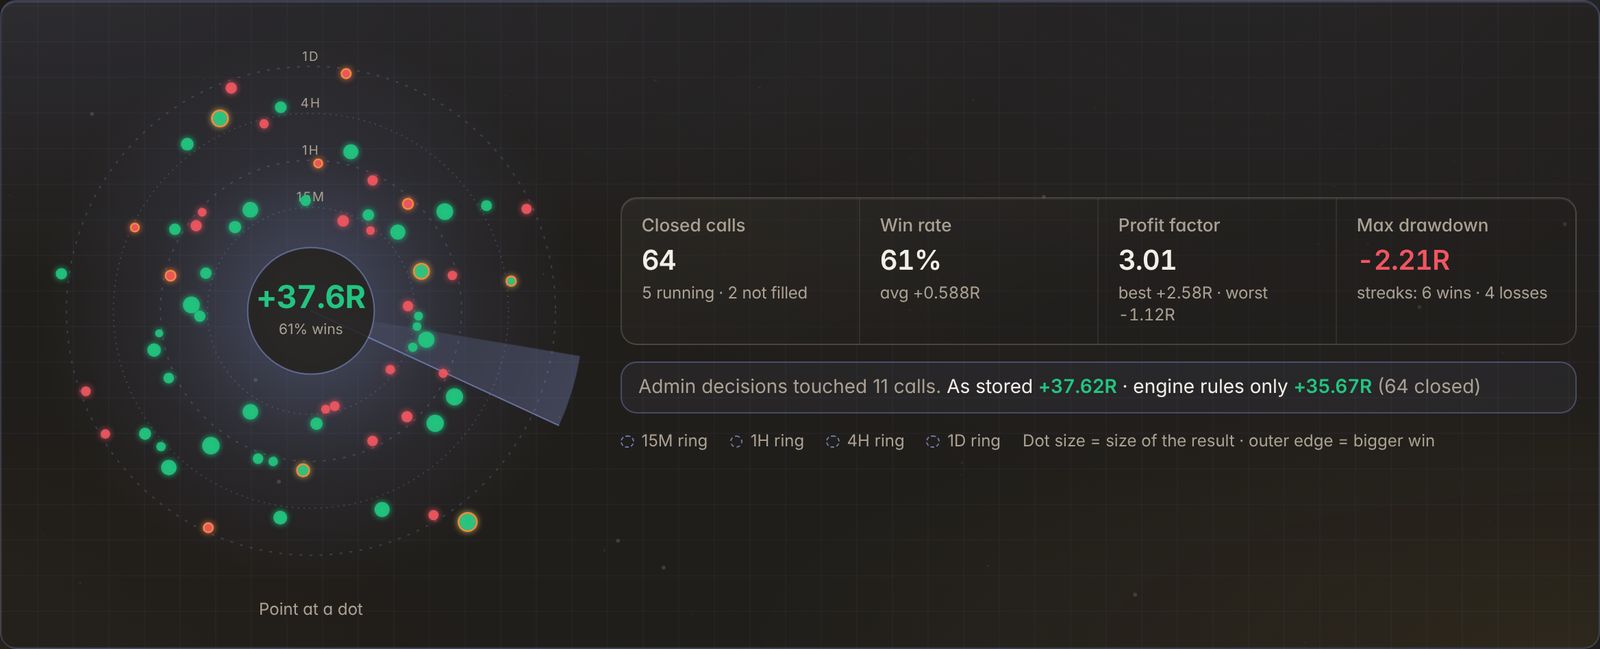 1D
4H
1H
15M
+37.6R
61% wins
Point at a dot
Closed calls
64
5 running · 2 not filled
Win rate
61%
avg +0.588R
Profit factor
3.01
best +2.58R · worst
-1.12R
Max drawdown
-2.21R
streaks: 6 wins · 4 losses
Admin decisions touched 11 calls. As stored +37.62R · engine rules only +35.67R (64 closed)
15M ring 1H ring 4H ring 1D ring Dot size = size of the result · outer edge = bigger win